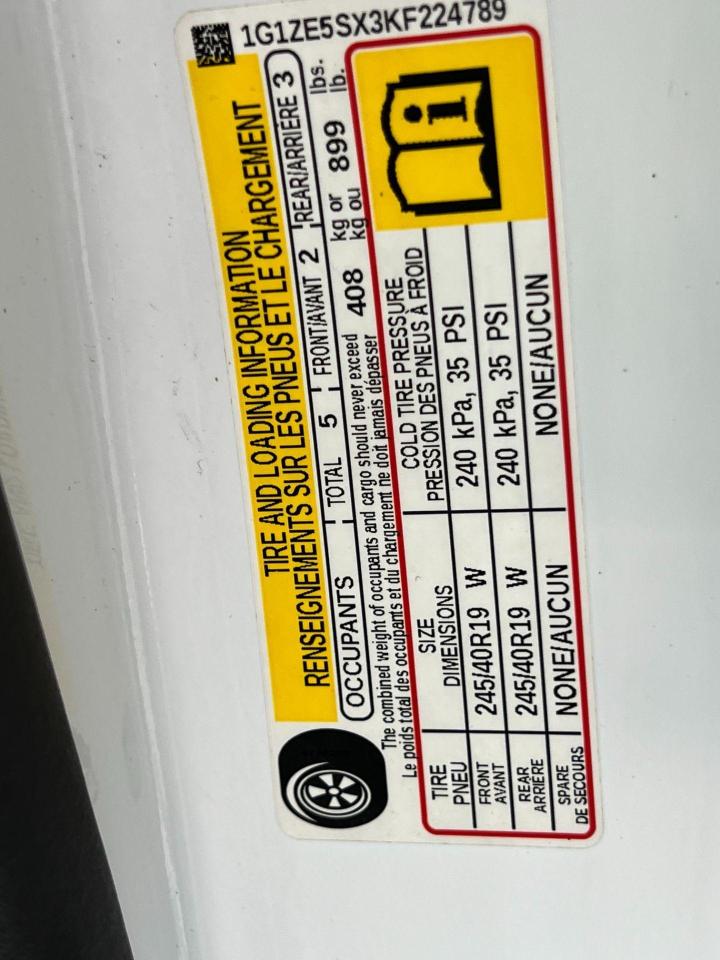 1G1ZE5SX3KF224789
TIRE AND LOADING INFORMATION
RENSEIGNEMENTS SUR LES PNEUS ET LE CHARGEMENT
OCCUPANTS TOTAL 5 FRONT/AVANT 2 REAR/ARRIÈRE 3
The combined weight of occupants and cargo should never exceed 408 kg or 899 lbs.
Le poids total des occupants et du chargement ne doit jamais dépasser kg ou lb.
TIRE SIZE COLD TIRE PRESSURE
PNEU DIMENSIONS PRESSION DES PNEUS À FROID
FRONT AVANT 245/40R19 W 240 kPa, 35 PSI
REAR ARRIÈRE 245/40R19 W 240 kPa, 35 PSI
SPARE DE SECOURS NONE/AUCUN NONE/AUCUN